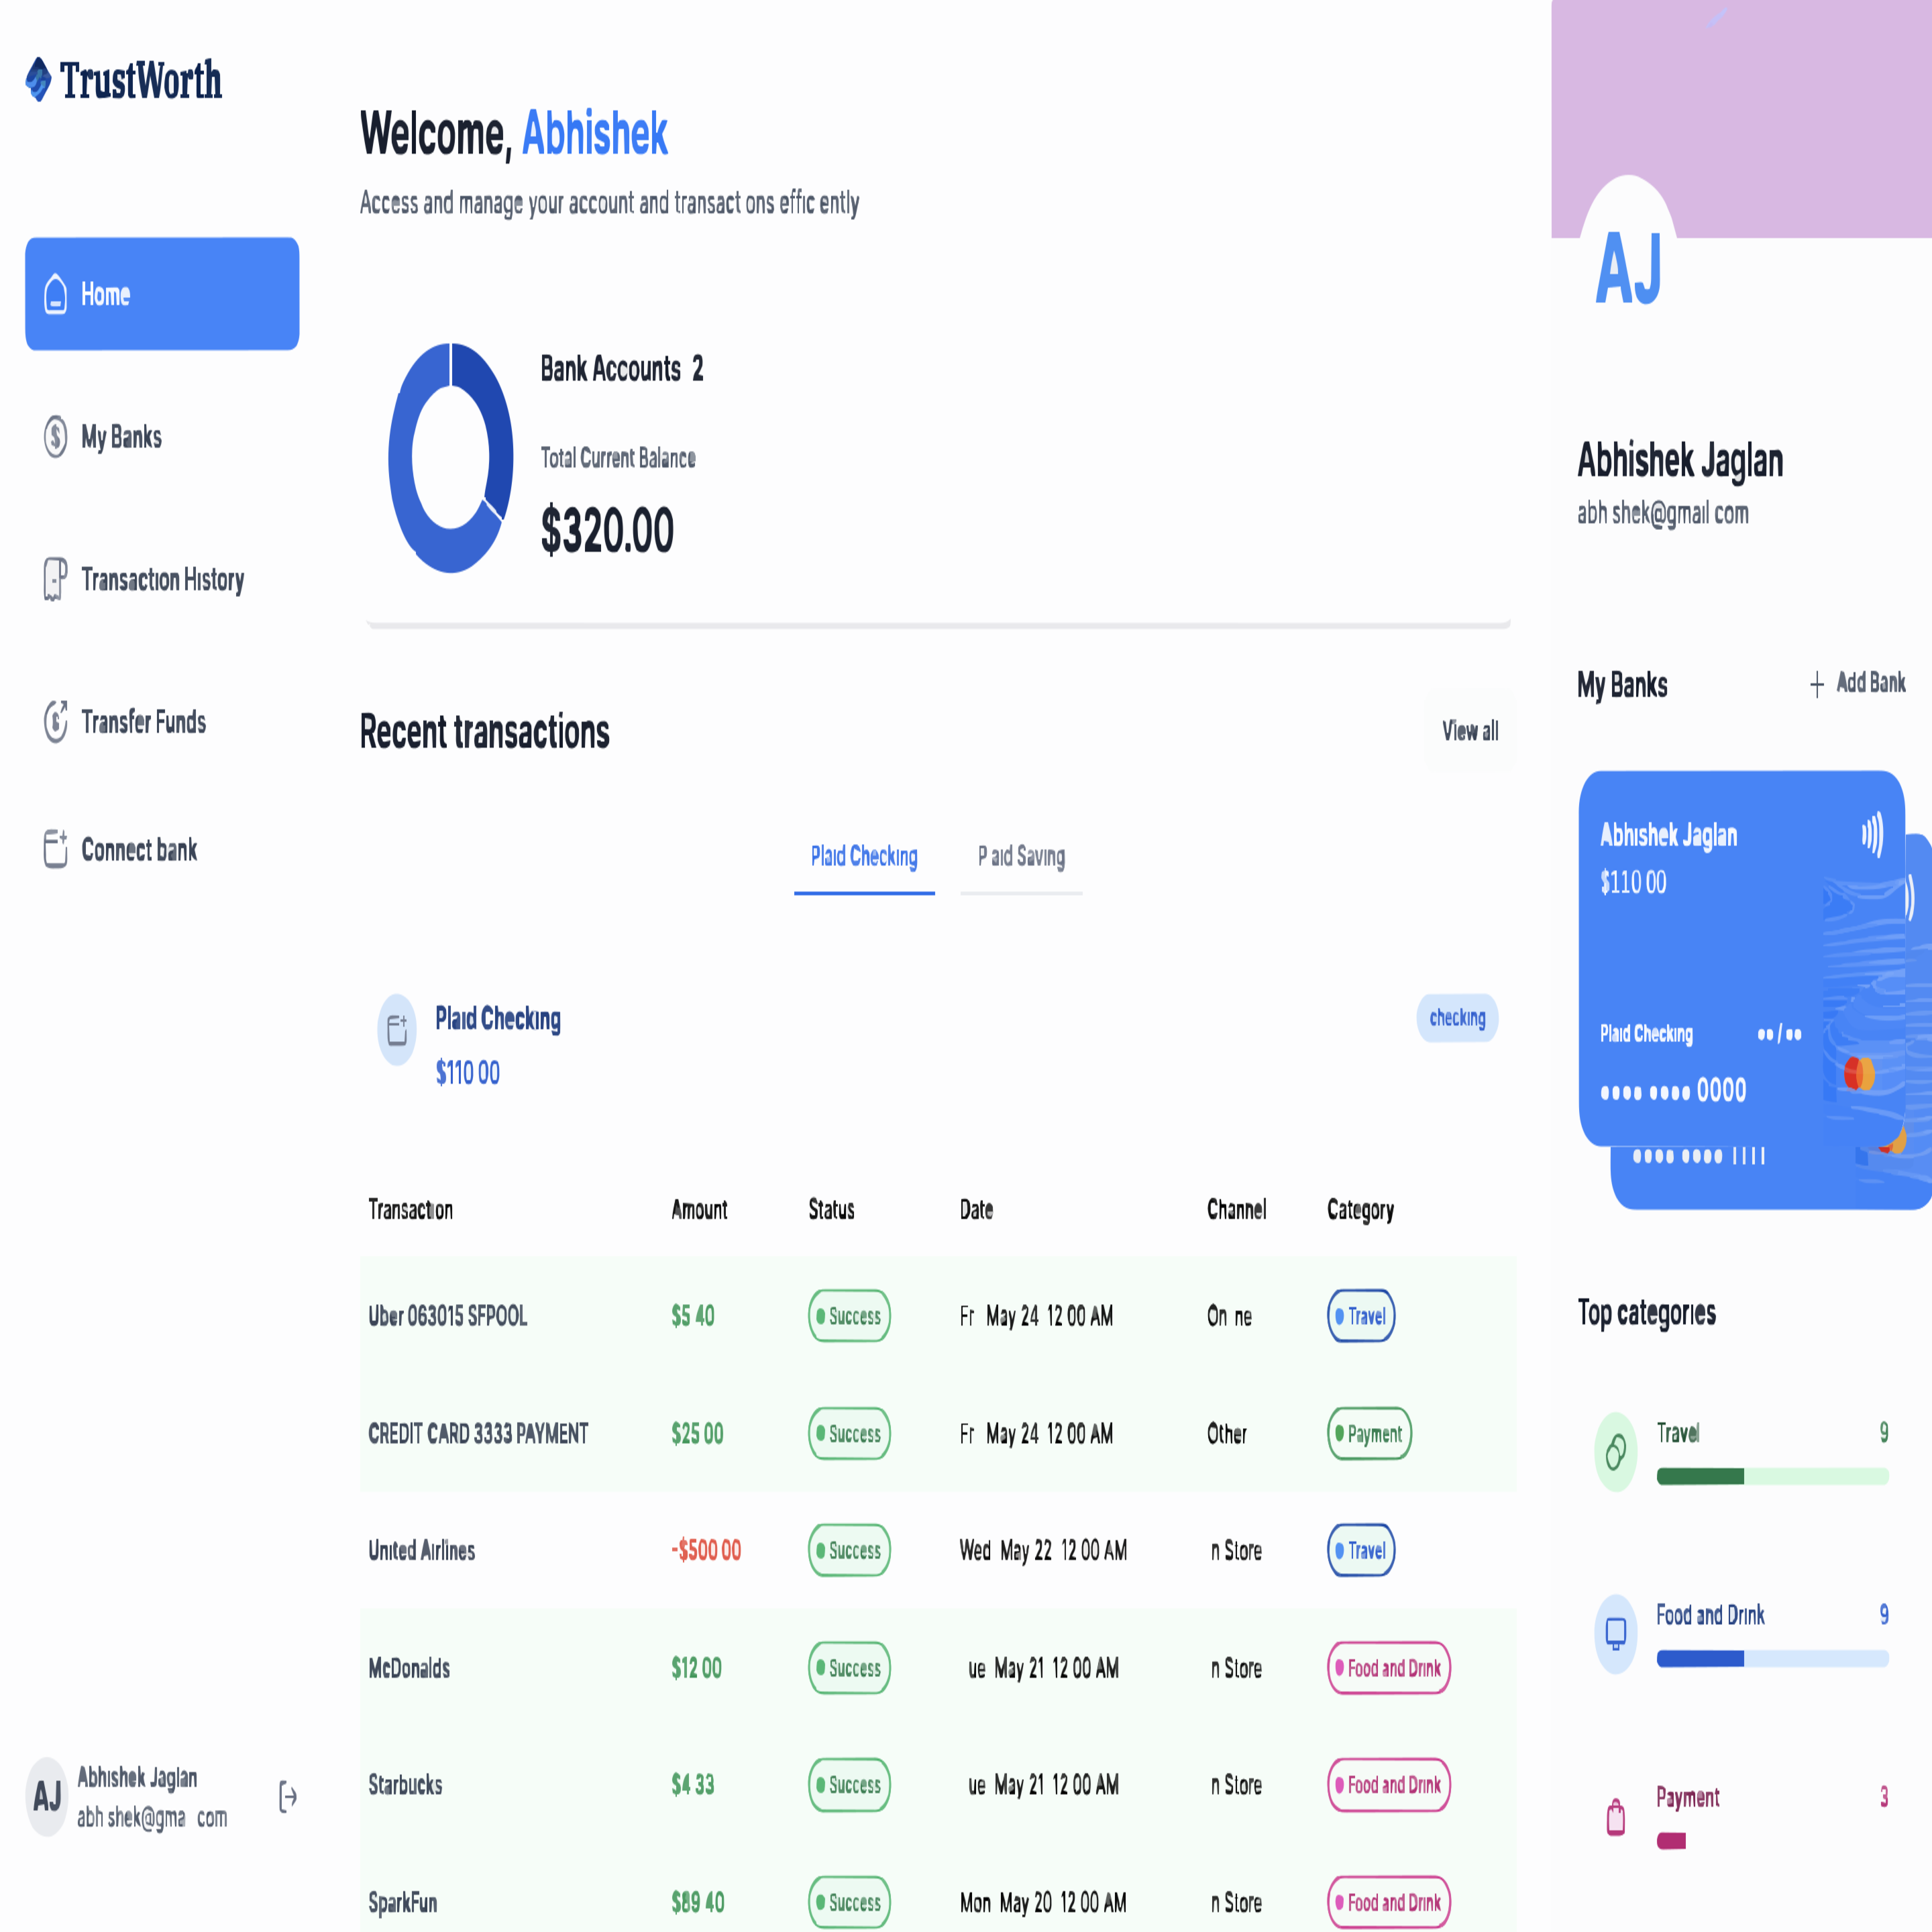 TrustWorth
Home
My Banks
Transaction History
Transfer Funds
Connect bank
AJ
Abhishek Jaglan
abh shek@gma com
Welcome, Abhishek
Access and manage your account and transact ons effic ently
Bank Accounts 2
Total Current Balance
$320.00
Recent transactions
View all
Plaid Checking P aid Saving
Plaid Checking
checking
$110 00
Transaction Amount Status Date Channel Category
Uber 063015 SFPOOL $5 40 Success Fr May 24 12 00 AM On ne Travel
CREDIT CARD 3333 PAYMENT $25 00 Success Fr May 24 12 00 AM Other Payment
United Airlines -$500 00 Success Wed May 22 12 00 AM n Store Travel
McDonalds $12 00 Success ue May 21 12 00 AM n Store Food and Drink
Starbucks $4 33 Success ue May 21 12 00 AM n Store Food and Drink
SparkFun $89 40 Success Mon May 20 12 00 AM n Store Food and Drink
AJ
Abhishek Jaglan
abh shek@gmail com
My Banks + Add Bank
Abhishek Jaglan
$110 00
Plaid Checking •• / ••
•••• •••• 0000
•••• •••• 1111
Top categories
Travel 9
Food and Drink 9
Payment 3